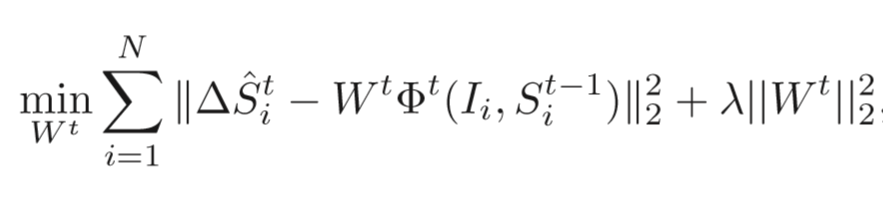 \min_{W^t} \sum_{i=1}^{N} \|\Delta \hat{S}_i^t - W^t \Phi^t(I_i, S_i^{t-1})\|_2^2 + \lambda ||W^t||_2^2,